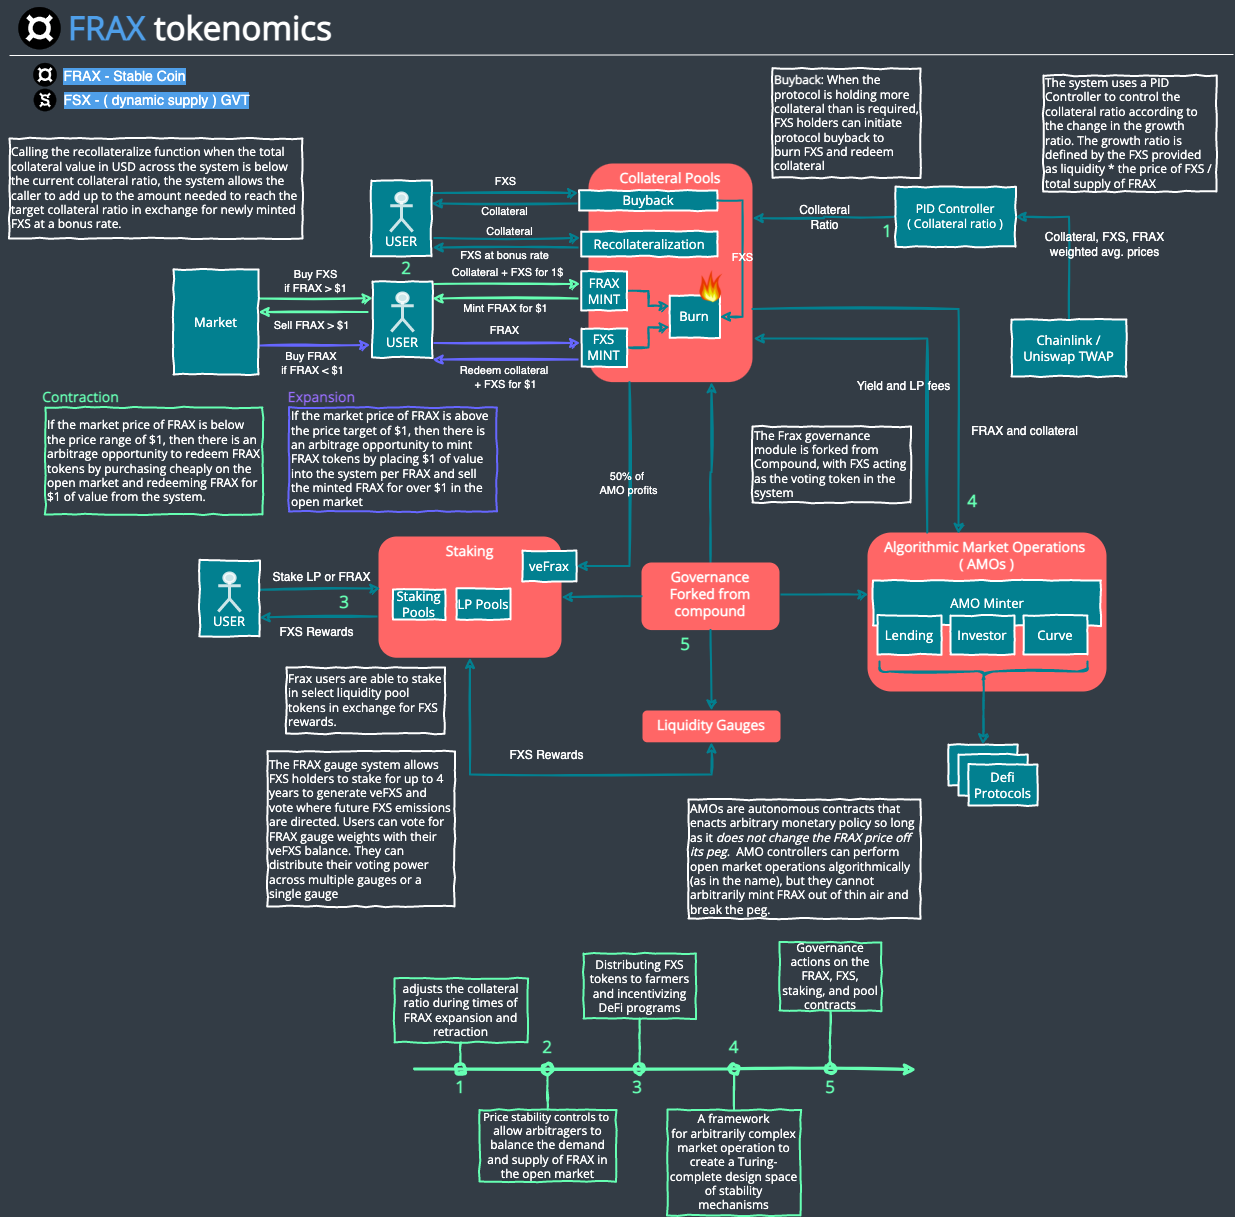 FRAX tokenomics
FRAX - Stable Coin
FSX - ( dynamic supply ) GVT
Buyback: When the
protocol is holding more
collateral than is required,
FXS holders can initiate
protocol buyback to
burn FXS and redeem
collateral
The system uses a PID
Controller to control the
collateral ratio according to
the change in the growth
ratio. The growth ratio is
defined by the FXS provided
as liquidity * the price of FXS /
total supply of FRAX
Calling the recollateralize function when the total
collateral value in USD across the system is below
the current collateral ratio, the system allows the
caller to add up to the amount needed to reach the
target collateral ratio in exchange for newly minted
FXS at a bonus rate.
USER
2
FXS
Collateral
Collateral
FXS at bonus rate
Collateral Pools
Buyback
Recollateralization
FXS
FRAX
MINT
FXS
MINT
Burn
Collateral
Ratio
1
PID Controller
( Collateral ratio )
Collateral, FXS, FRAX
weighted avg. prices
Chainlink /
Uniswap TWAP
Market
Buy FXS
if FRAX > $1
Sell FRAX > $1
Buy FRAX
if FRAX < $1
USER
Collateral + FXS for 1$
Mint FRAX for $1
FRAX
Redeem collateral
+ FXS for $1
Yield and LP fees
FRAX and collateral
4
Contraction
If the market price of FRAX is below
the price range of $1, then there is an
arbitrage opportunity to redeem FRAX
tokens by purchasing cheaply on the
open market and redeeming FRAX for
$1 of value from the system.
Expansion
If the market price of FRAX is above
the price target of $1, then there is
an arbitrage opportunity to mint
FRAX tokens by placing $1 of value
into the system per FRAX and sell
the minted FRAX for over $1 in the
open market
50% of
AMO profits
The Frax governance
module is forked from
Compound, with FXS acting
as the voting token in the
system
USER
Stake LP or FRAX
3
FXS Rewards
Staking
veFrax
Staking
Pools
LP Pools
Governance
Forked from
compound
5
Algorithmic Market Operations
( AMOs )
AMO Minter
Lending
Investor
Curve
Frax users are able to stake
in select liquidity pool
tokens in exchange for FXS
rewards.
Liquidity Gauges
FXS Rewards
Defi
Protocols
The FRAX gauge system allows
FXS holders to stake for up to 4
years to generate veFXS and
vote where future FXS emissions
are directed. Users can vote for
FRAX gauge weights with their
veFXS balance. They can
distribute their voting power
across multiple gauges or a
single gauge
AMOs are autonomous contracts that
enacts arbitrary monetary policy so long
as it does not change the FRAX price off
its peg. AMO controllers can perform
open market operations algorithmically
(as in the name), but they cannot
arbitrarily mint FRAX out of thin air and
break the peg.
adjusts the collateral
ratio during times of
FRAX expansion and
retraction
1
2
Price stability controls to
allow arbitragers to
balance the demand
and supply of FRAX in
the open market
Distributing FXS
tokens to farmers
and incentivizing
DeFi programs
3
4
A framework
for arbitrarily complex
market operation to
create a Turing-
complete design space
of stability
mechanisms
Governance
actions on the
FRAX, FXS,
staking, and pool
contracts
5